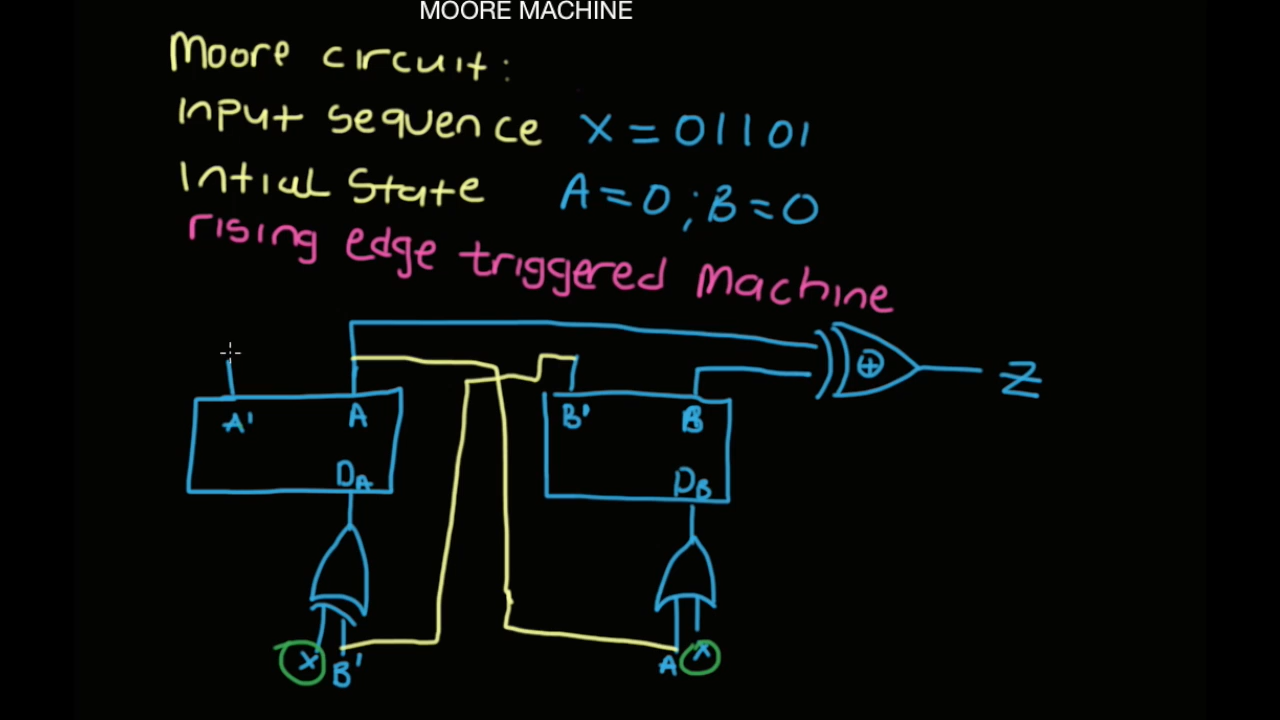 MOORE MACHINE
Moore circuit:
Input sequence X = 01101
Intial State A=0; B=0
rising edge triggered Machine
⊕ Z
A' A B' B
DA DB
X B' A X